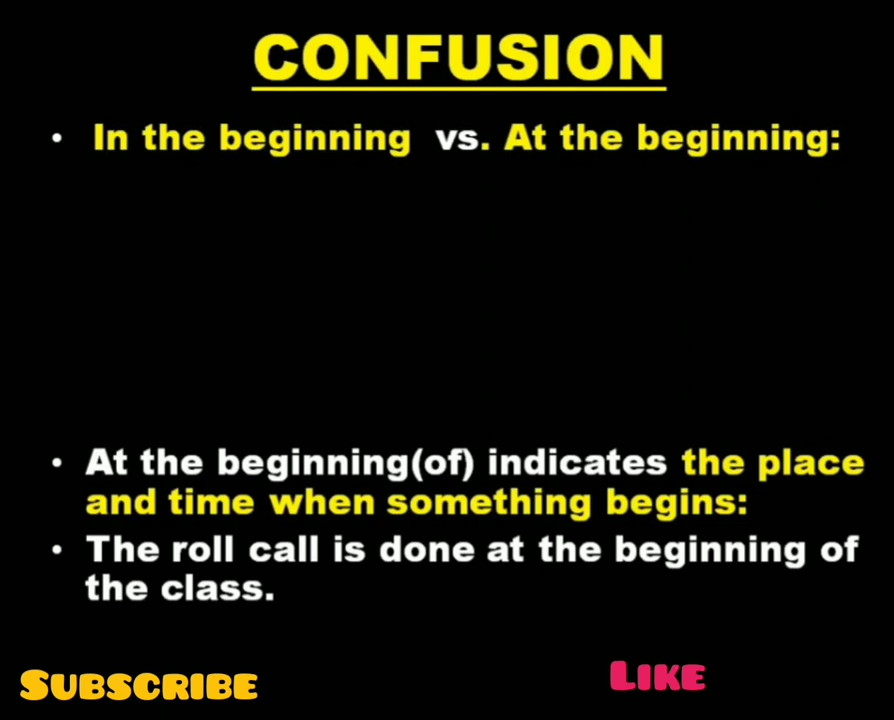 CONFUSION
• In the beginning vs. At the beginning:
• At the beginning(of) indicates the place
and time when something begins:
• The roll call is done at the beginning of
the class.
SUBSCRIBE
LIKE